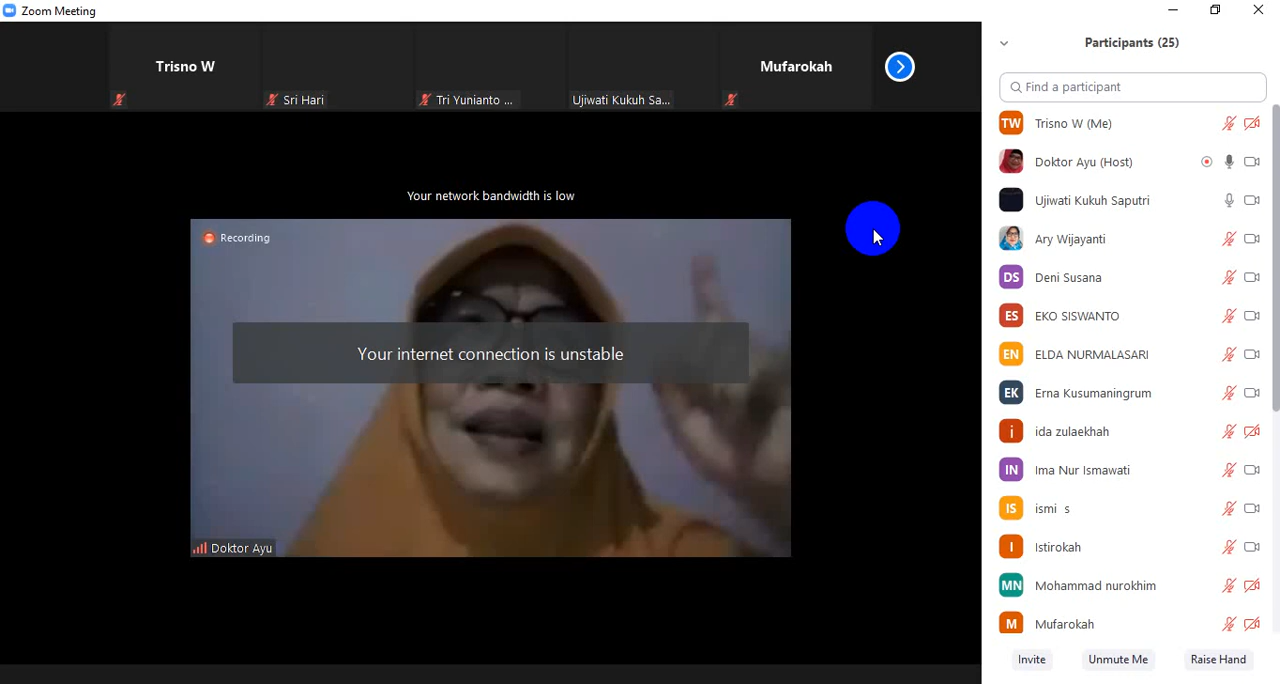 Zoom Meeting
Trisno W
Sri Hari
Tri Yunianto ...
Ujiwati Kukuh Sa...
Mufarokah
Your network bandwidth is low
Recording
Your internet connection is unstable
Doktor Ayu
Participants (25)
Find a participant
TW Trisno W (Me)
Doktor Ayu (Host)
Ujiwati Kukuh Saputri
Ary Wijayanti
DS Deni Susana
ES EKO SISWANTO
EN ELDA NURMALASARI
EK Erna Kusumaningrum
i ida zulaekhah
IN Ima Nur Ismawati
IS ismi s
I Istirokah
MN Mohammad nurokhim
M Mufarokah
Invite Unmute Me Raise Hand